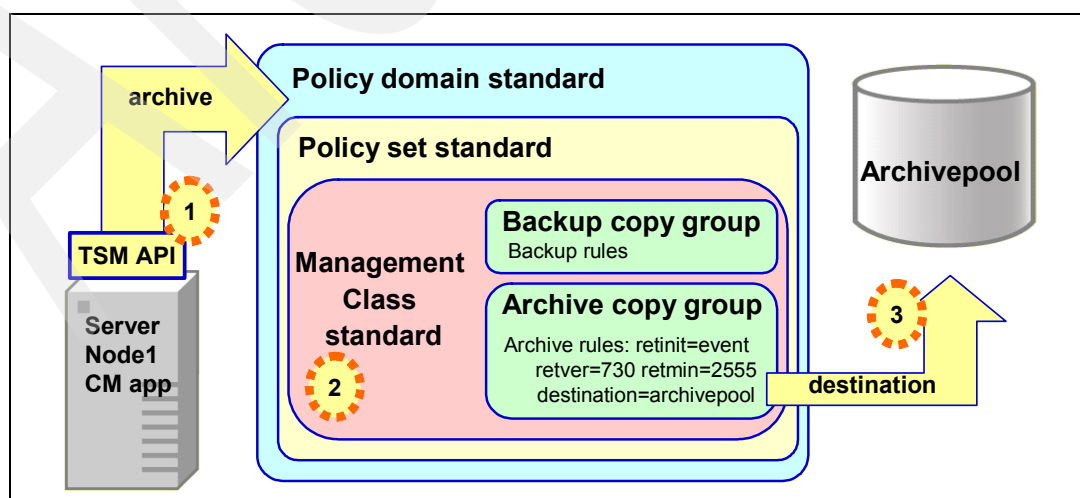 archive
1
TSM API
Server
Node1
CM app
Policy domain standard
Policy set standard
Management
Class
standard
2
Backup copy group
Backup rules
Archive copy group
Archive rules: retinit=event
retver=730 retmin=2555
destination=archivepool
destination
3
Archivepool